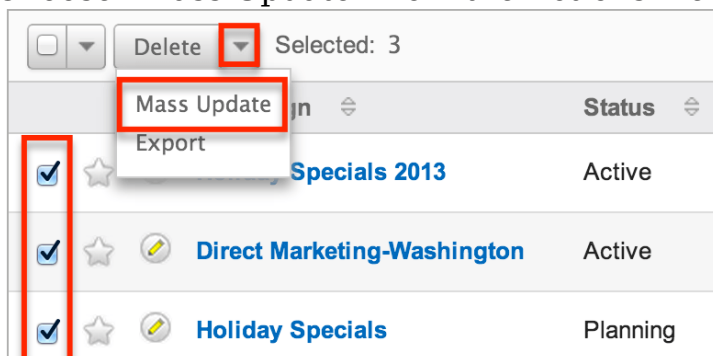 Delete Selected: 3
Mass Update
Export
Status
Specials 2013 Active
Direct Marketing-Washington Active
Holiday Specials Planning